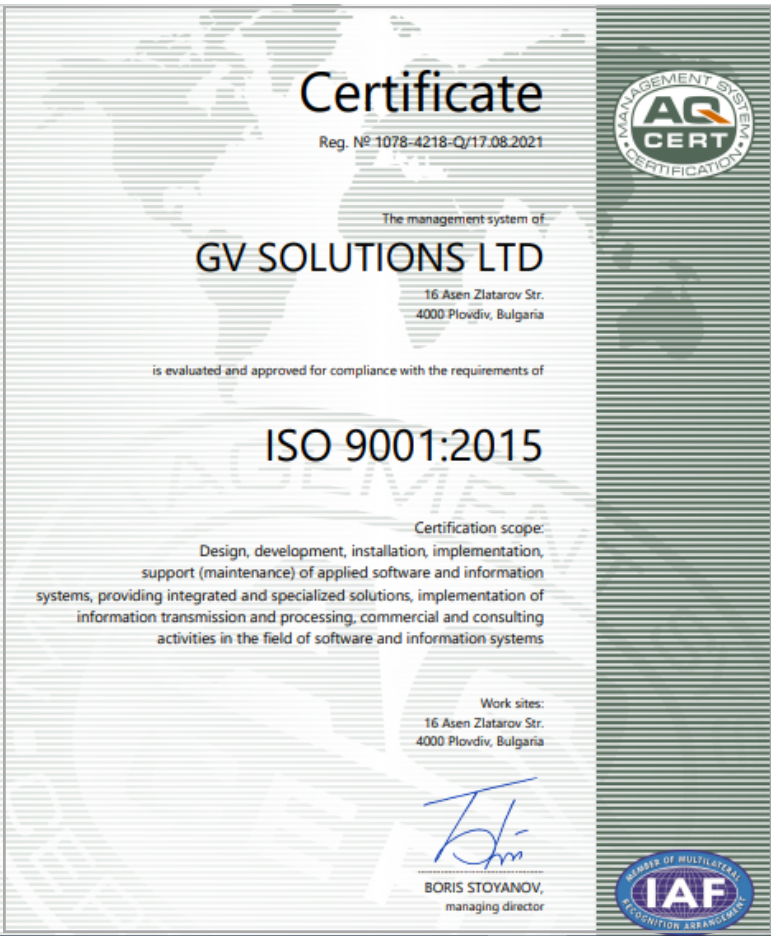 Certificate
Reg. Nº 1078-4218-Q/17.08.2021
MANAGEMENT SYSTEM
AQ
CERT
CERTIFICATION
The management system of
GV SOLUTIONS LTD
16 Asen Zlatarov Str.
4000 Plovdiv, Bulgaria
is evaluated and approved for compliance with the requirements of
ISO 9001:2015
Certification scope:
Design, development, installation, implementation,
support (maintenance) of applied software and information
systems, providing integrated and specialized solutions, implementation of
information transmission and processing, commercial and consulting
activities in the field of software and information systems
Work sites:
16 Asen Zlatarov Str.
4000 Plovdiv, Bulgaria
BORIS STOYANOV,
managing director
MEMBER OF MULTILATERAL
IAF
RECOGNITION ARRANGEMENT